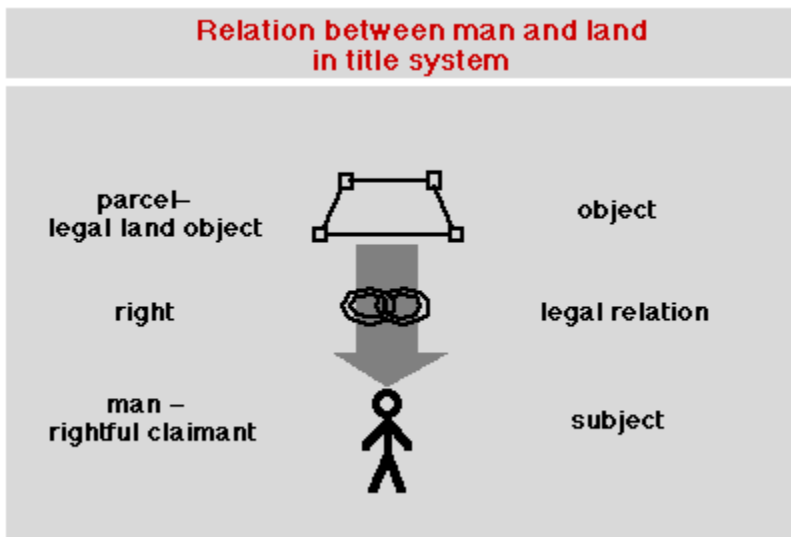 Relation between man and land
in title system
parcel–
legal land object
object
right
legal relation
man –
rightful claimant
subject